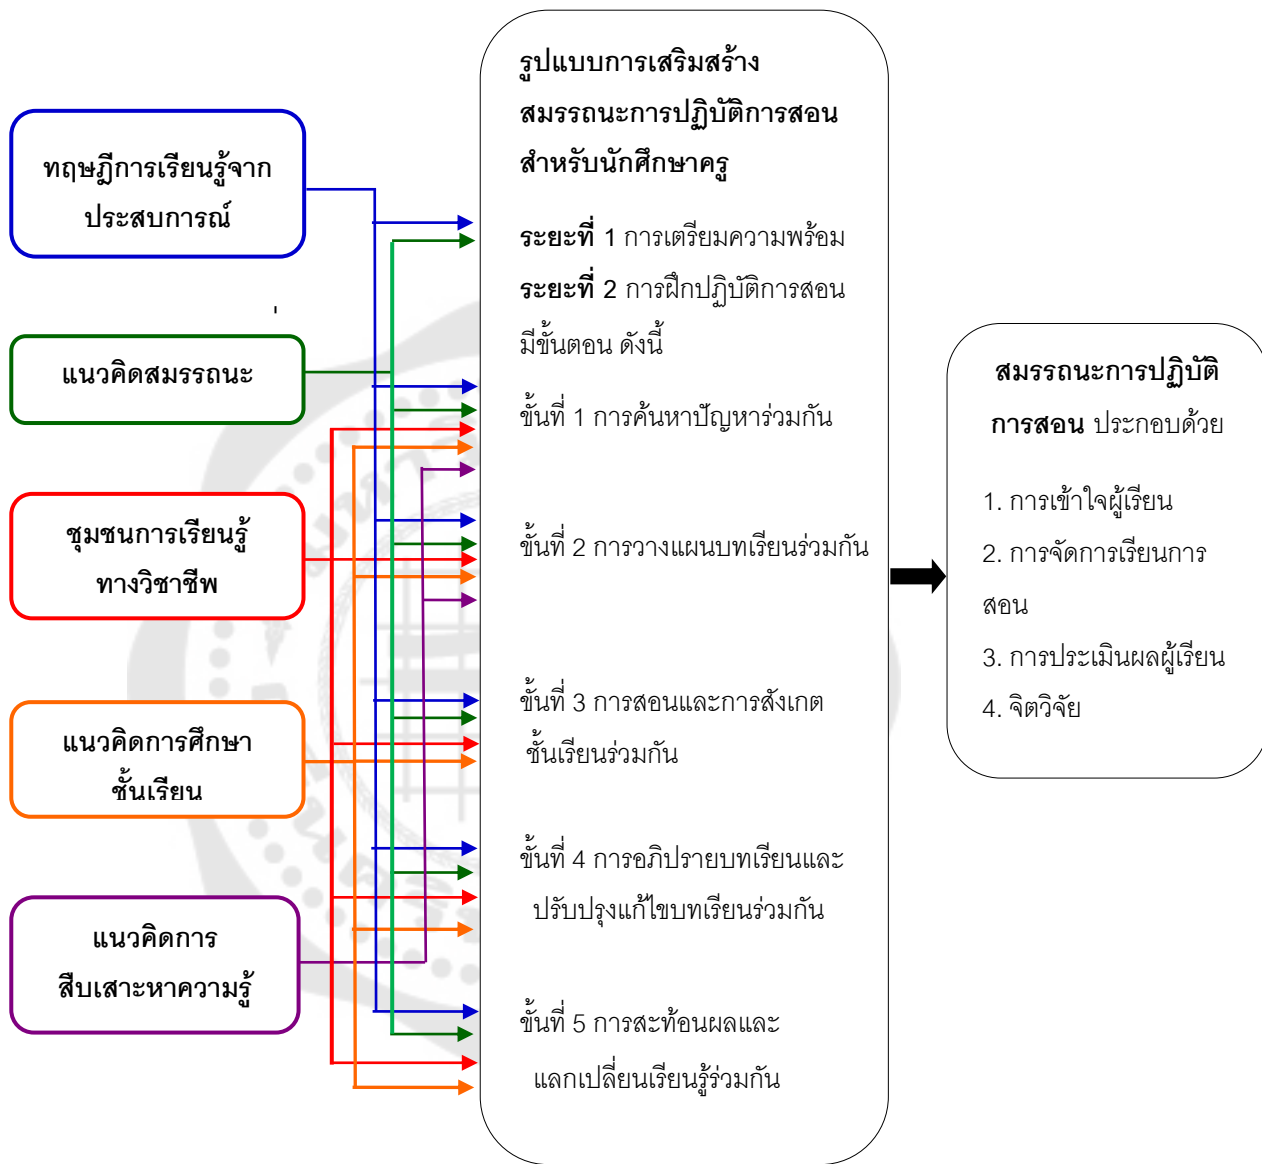 ทฤษฎีการเรียนรู้จาก
ประสบการณ์
แนวคิดสมรรถนะ
ชุมชนการเรียนรู้
ทางวิชาชีพ
แนวคิดการศึกษา
ชั้นเรียน
แนวคิดการ
สืบเสาะหาความรู้
รูปแบบการเสริมสร้าง
สมรรถนะการปฏิบัติการสอน
สำหรับนักศึกษาครู
ระยะที่ 1 การเตรียมความพร้อม
ระยะที่ 2 การฝึกปฏิบัติการสอน
มีขั้นตอน ดังนี้
ขั้นที่ 1 การค้นหาปัญหาร่วมกัน
ขั้นที่ 2 การวางแผนบทเรียนร่วมกัน
ขั้นที่ 3 การสอนและการสังเกต
ชั้นเรียนร่วมกัน
ขั้นที่ 4 การอภิปรายบทเรียนและ
ปรับปรุงแก้ไขบทเรียนร่วมกัน
ขั้นที่ 5 การสะท้อนผลและ
แลกเปลี่ยนเรียนรู้ร่วมกัน
สมรรถนะการปฏิบัติ
การสอน ประกอบด้วย
1. การเข้าใจผู้เรียน
2. การจัดการเรียนการ
สอน
3. การประเมินผลผู้เรียน
4. จิตวิจัย